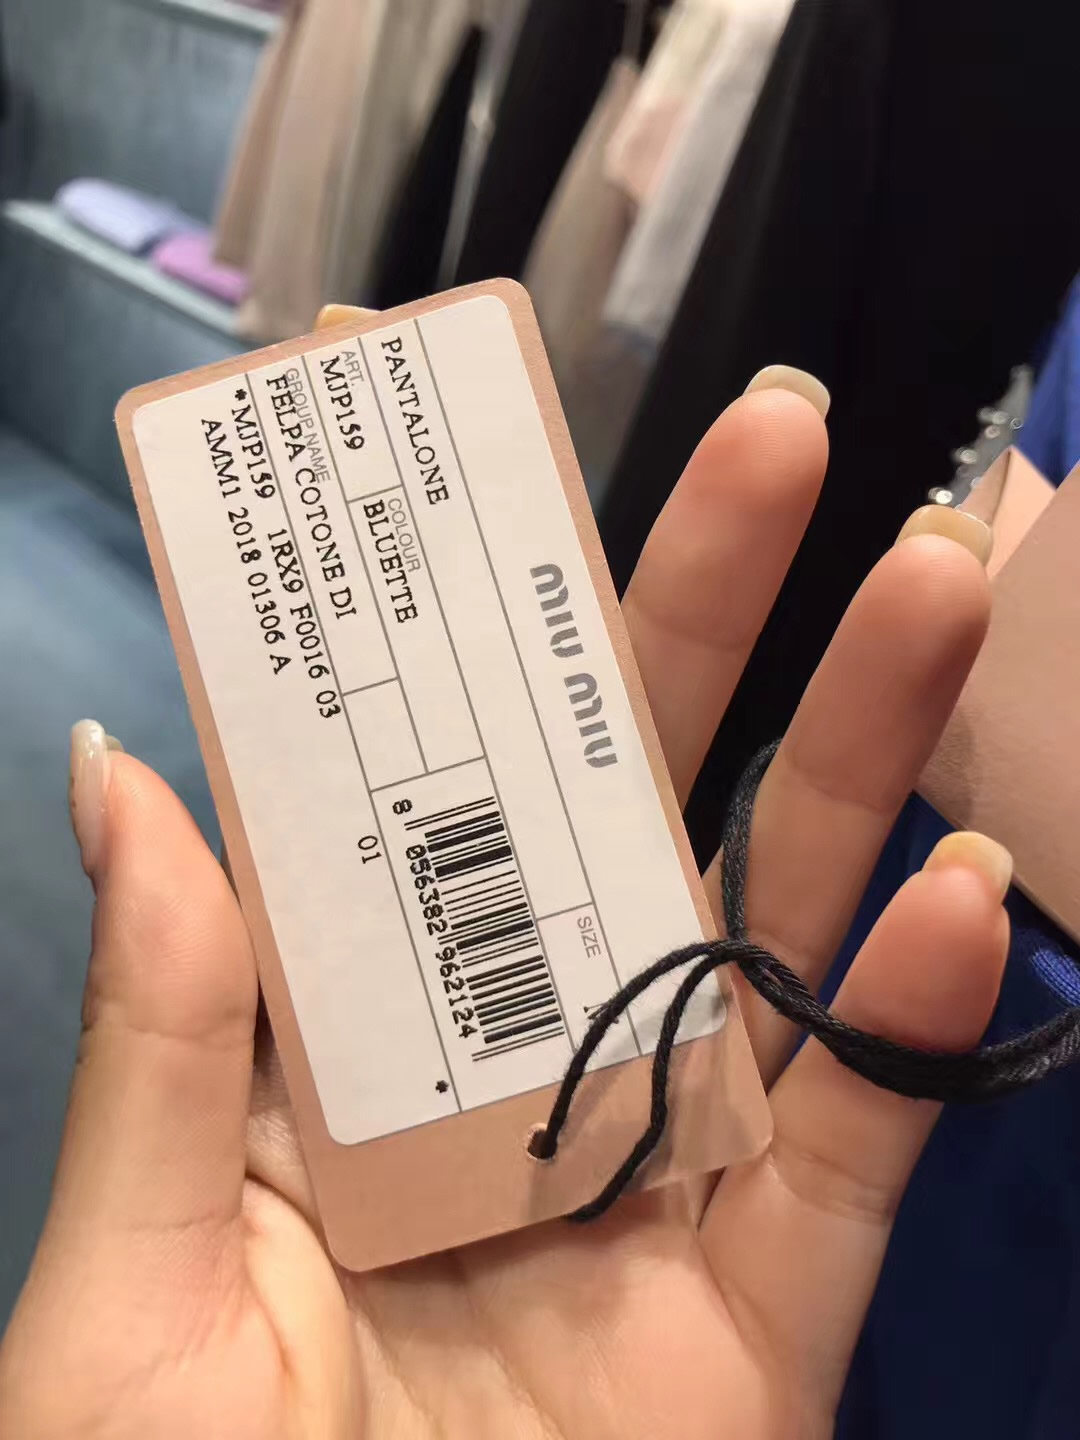 miu miu
SIZE
PANTALONE
ART.
MJP159
COLOUR
BLUETTE
GROUP NAME
FELPA COTONE DI
*MJP159 1RX9 F0016 03
AMM1 2018 01306 A
8 056382 962124
01
*